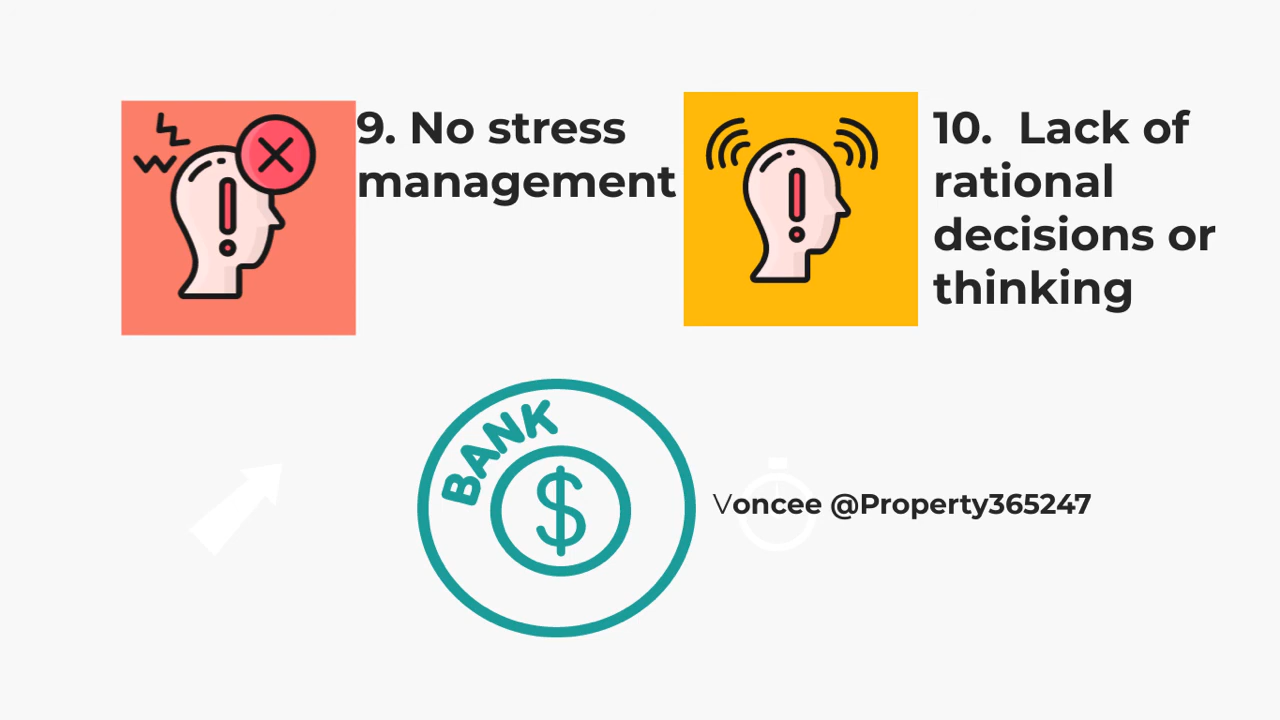 9. No stress
management
10.  Lack of
rational
decisions or
thinking
BANK
$
Voncee @Property365247